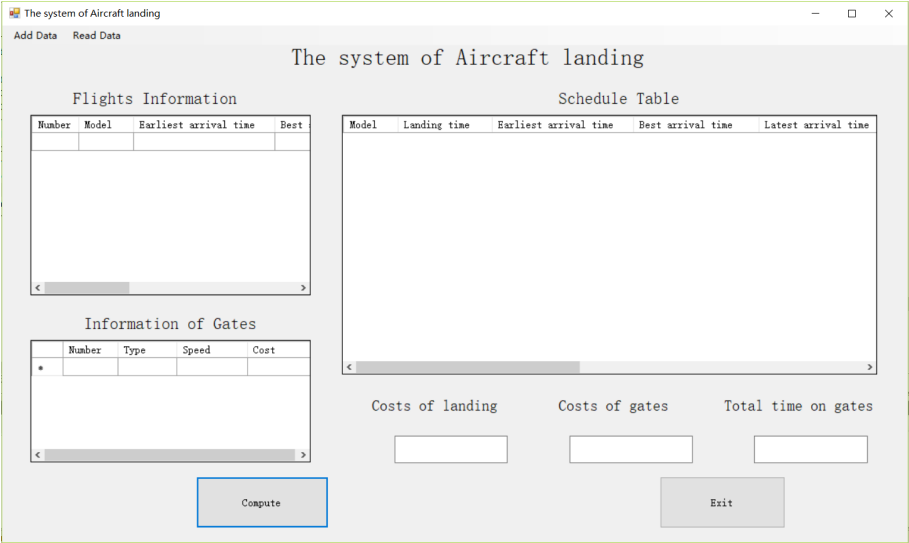 The system of Aircraft landing
Add Data Read Data
The system of Aircraft landing
Flights Information
Number Model Earliest arrival time Best
Schedule Table
Model Landing time Earliest arrival time Best arrival time Latest arrival time
Information of Gates
Number Type Speed Cost
*
Costs of landing Costs of gates Total time on gates
Compute
Exit